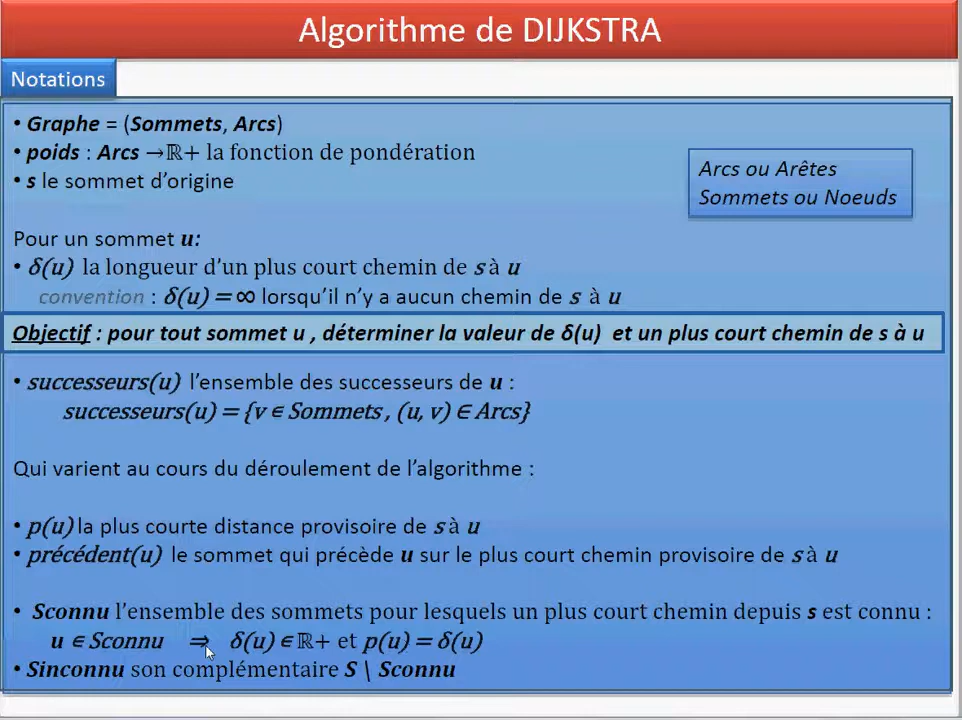 Algorithme de DIJKSTRA
Notations
• Graphe = (Sommets, Arcs)
• poids : Arcs →ℝ+ la fonction de pondération
• s le sommet d’origine
Arcs ou Arêtes
Sommets ou Noeuds
Pour un sommet u:
• δ(u) la longueur d’un plus court chemin de s à u
convention : δ(u) = ∞ lorsqu’il n’y a aucun chemin de s à u
Objectif : pour tout sommet u , déterminer la valeur de δ(u) et un plus court chemin de s à u
• successeurs(u) l’ensemble des successeurs de u :
successeurs(u) = {v ∈ Sommets , (u, v) ∈ Arcs}
Qui varient au cours du déroulement de l’algorithme :
• p(u) la plus courte distance provisoire de s à u
• précédent(u) le sommet qui précède u sur le plus court chemin provisoire de s à u
• Sconnu l’ensemble des sommets pour lesquels un plus court chemin depuis s est connu :
u ∈ Sconnu ⇒ δ(u) ∈ ℝ+ et p(u) = δ(u)
• Sinconnu son complémentaire S \ Sconnu